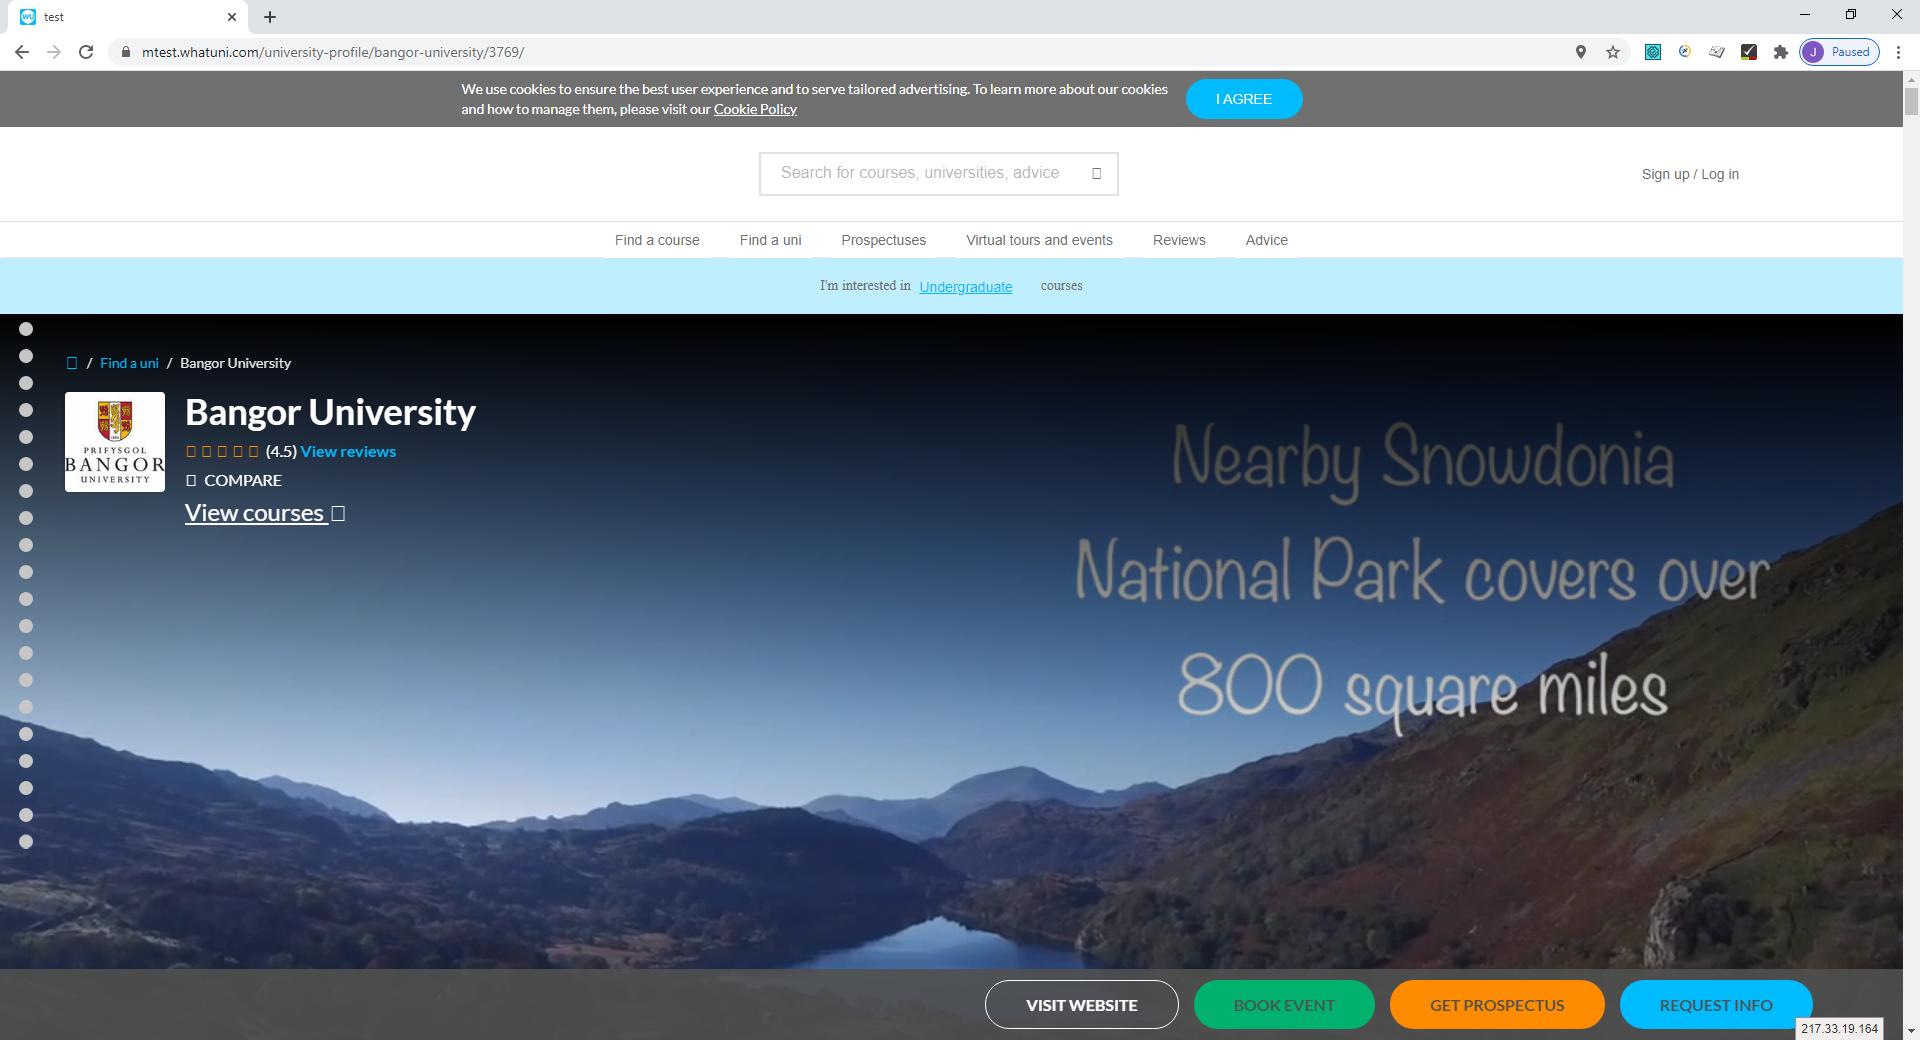 test
mtest.whatuni.com/university-profile/bangor-university/3769/
J Paused
We use cookies to ensure the best user experience and to serve tailored advertising. To learn more about our cookies
and how to manage them, please visit our Cookie Policy
I AGREE
Search for courses, universities, advice
Sign up / Log in
Find a course Find a uni Prospectuses Virtual tours and events Reviews Advice
I'm interested in Undergraduate courses
/ Find a uni / Bangor University
PRIFYSGOL
BANGOR
UNIVERSITY
Bangor University
(4.5) View reviews
COMPARE
View courses
Nearby Snowdonia
National Park covers over
800 square miles
VISIT WEBSITE BOOK EVENT GET PROSPECTUS REQUEST INFO
217.33.19.164